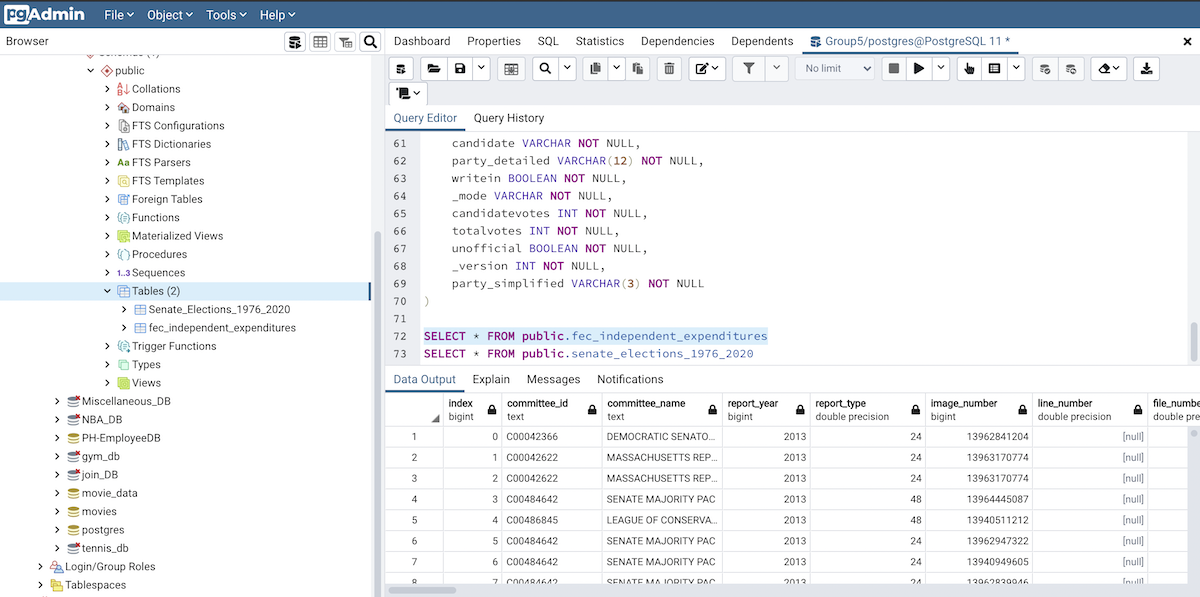 pgAdmin File Object Tools Help
Browser
Dashboard Properties SQL Statistics Dependencies Dependents Group5/postgres@PostgreSQL 11 *
public
Collations
Domains
FTS Configurations
FTS Dictionaries
Aa FTS Parsers
FTS Templates
Foreign Tables
Functions
Materialized Views
Procedures
1..3 Sequences
Tables (2)
Senate_Elections_1976_2020
fec_independent_expenditures
Trigger Functions
Types
Views
Miscellaneous_DB
NBA_DB
PH-EmployeeDB
gym_db
join_DB
movie_data
movies
postgres
tennis_db
Login/Group Roles
Tablespaces
No limit
Query Editor Query History
61 candidate VARCHAR NOT NULL,
62 party_detailed VARCHAR(12) NOT NULL,
63 writein BOOLEAN NOT NULL,
64 _mode VARCHAR NOT NULL,
65 candidatevotes INT NOT NULL,
66 totalvotes INT NOT NULL,
67 unofficial BOOLEAN NOT NULL,
68 _version INT NOT NULL,
69 party_simplified VARCHAR(3) NOT NULL
70 )
71
72 SELECT * FROM public.fec_independent_expenditures
73 SELECT * FROM public.senate_elections_1976_2020
Data Output Explain Messages Notifications
index committee_id committee_name report_year report_type image_number line_number file_numbe
bigint text text bigint double precision bigint double precision double pre
1 0 C00042366 DEMOCRATIC SENATO... 2013 24 13962841204 [null]
2 1 C00042622 MASSACHUSETTS REP... 2013 24 13963170774 [null]
3 2 C00042622 MASSACHUSETTS REP... 2013 24 13963170774 [null]
4 3 C00484642 SENATE MAJORITY PAC 2013 48 13964445087 [null]
5 4 C00486845 LEAGUE OF CONSERVA... 2013 48 13940511212 [null]
6 5 C00484642 SENATE MAJORITY PAC 2013 24 13962947322 [null]
7 6 C00484642 SENATE MAJORITY PAC 2013 24 13940949605 [null]
8 7 C00484642 SENATE MAJORITY PAC 2013 24 13962839946 [null]